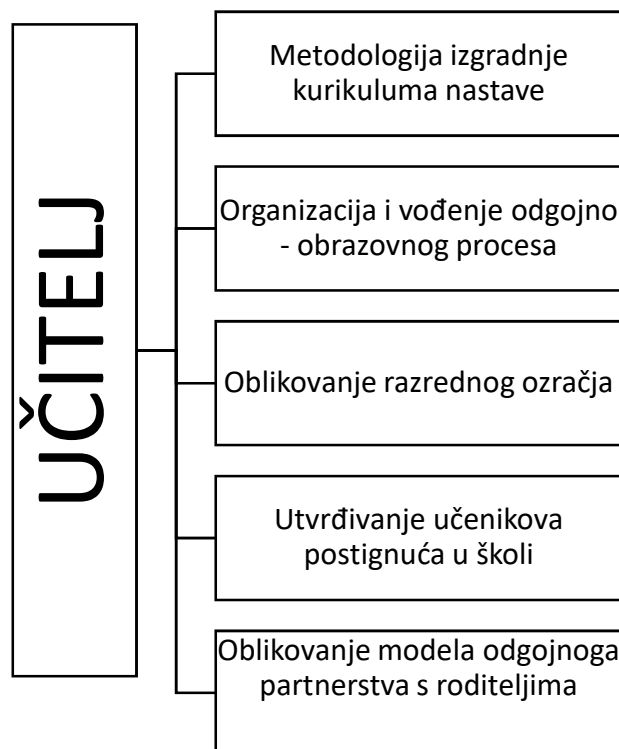 UČITELJ
Metodologija izgradnje
kurikuluma nastave
Organizacija i vođenje odgojno
- obrazovnog procesa
Oblikovanje razrednog ozračja
Utvrđivanje učenikova
postignuća u školi
Oblikovanje modela odgojnoga
partnerstva s roditeljima